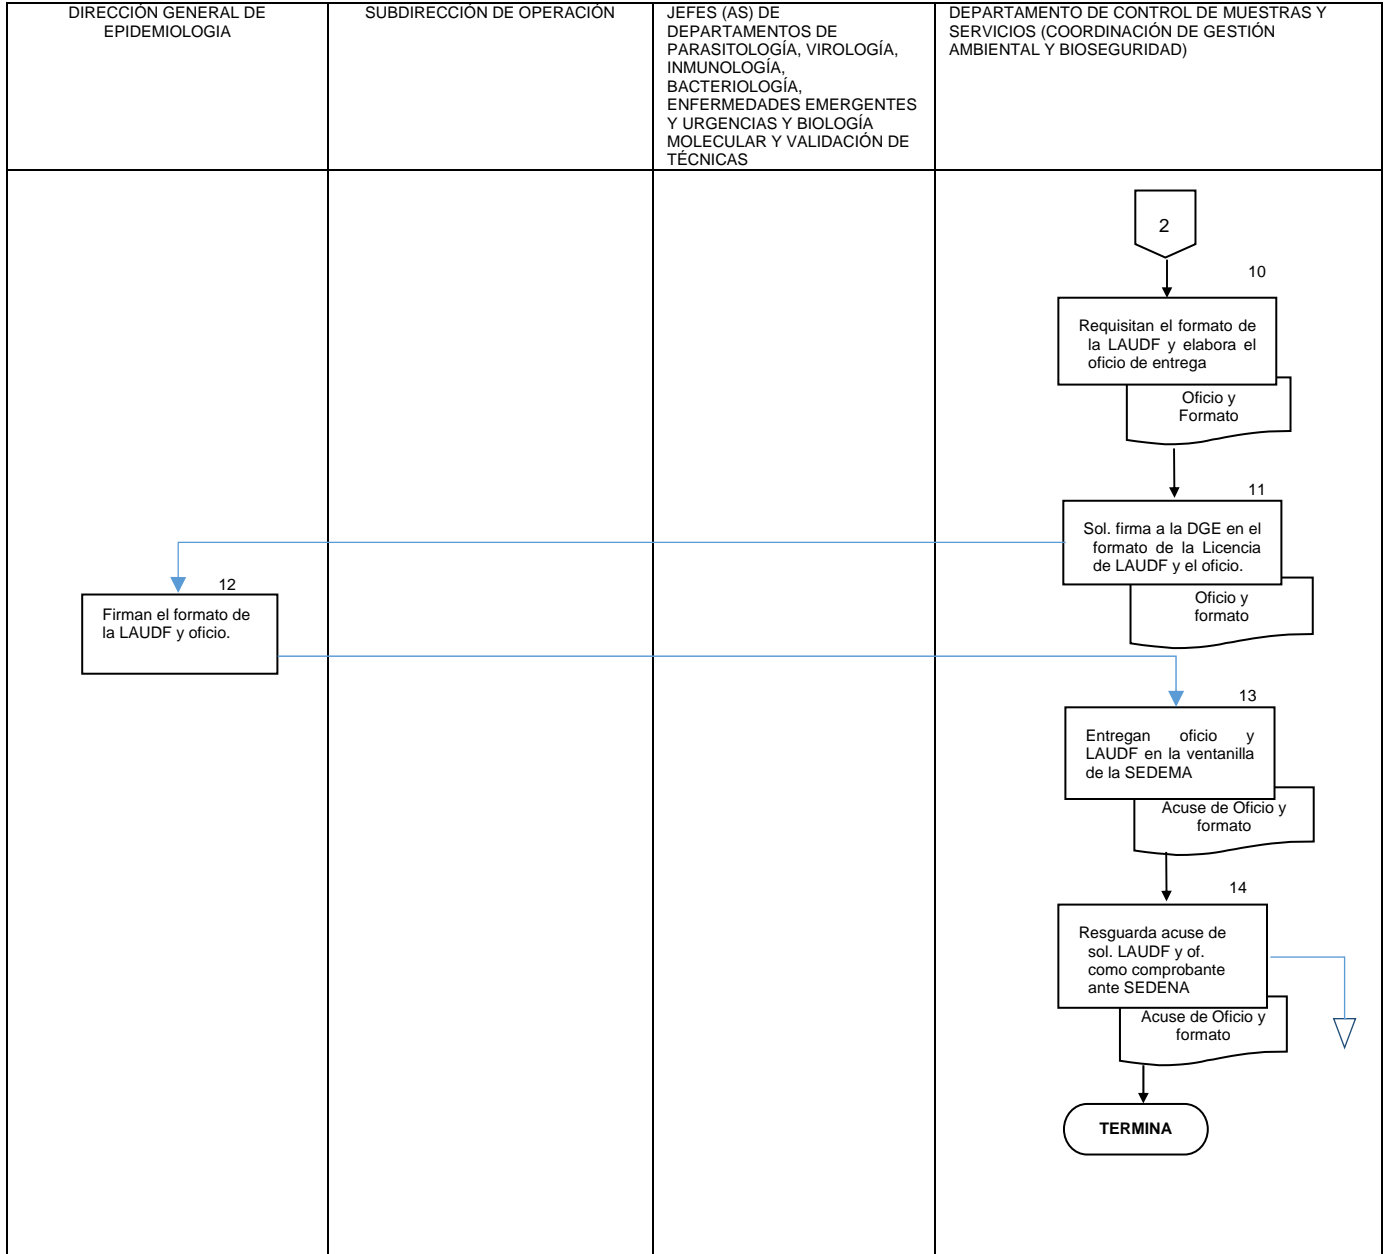 DIRECCIÓN GENERAL DE
EPIDEMIOLOGIA
SUBDIRECCIÓN DE OPERACIÓN
JEFES (AS) DE
DEPARTAMENTOS DE
PARASITOLOGÍA, VIROLOGÍA,
INMUNOLOGÍA,
BACTERIOLOGÍA,
ENFERMEDADES EMERGENTES
Y URGENCIAS Y BIOLOGÍA
MOLECULAR Y VALIDACIÓN DE
TÉCNICAS
DEPARTAMENTO DE CONTROL DE MUESTRAS Y
SERVICIOS (COORDINACIÓN DE GESTIÓN
AMBIENTAL Y BIOSEGURIDAD)
2
10
Requisitan el formato de
la LAUDF y elabora el
oficio de entrega
Oficio y
Formato
11
Sol. firma a la DGE en el
formato de la Licencia
de LAUDF y el oficio.
Oficio y
formato
12
Firman el formato de
la LAUDF y oficio.
13
Entregan oficio y
LAUDF en la ventanilla
de la SEDEMA
Acuse de Oficio y
formato
14
Resguarda acuse de
sol. LAUDF y of.
como comprobante
ante SEDENA
Acuse de Oficio y
formato
TERMINA